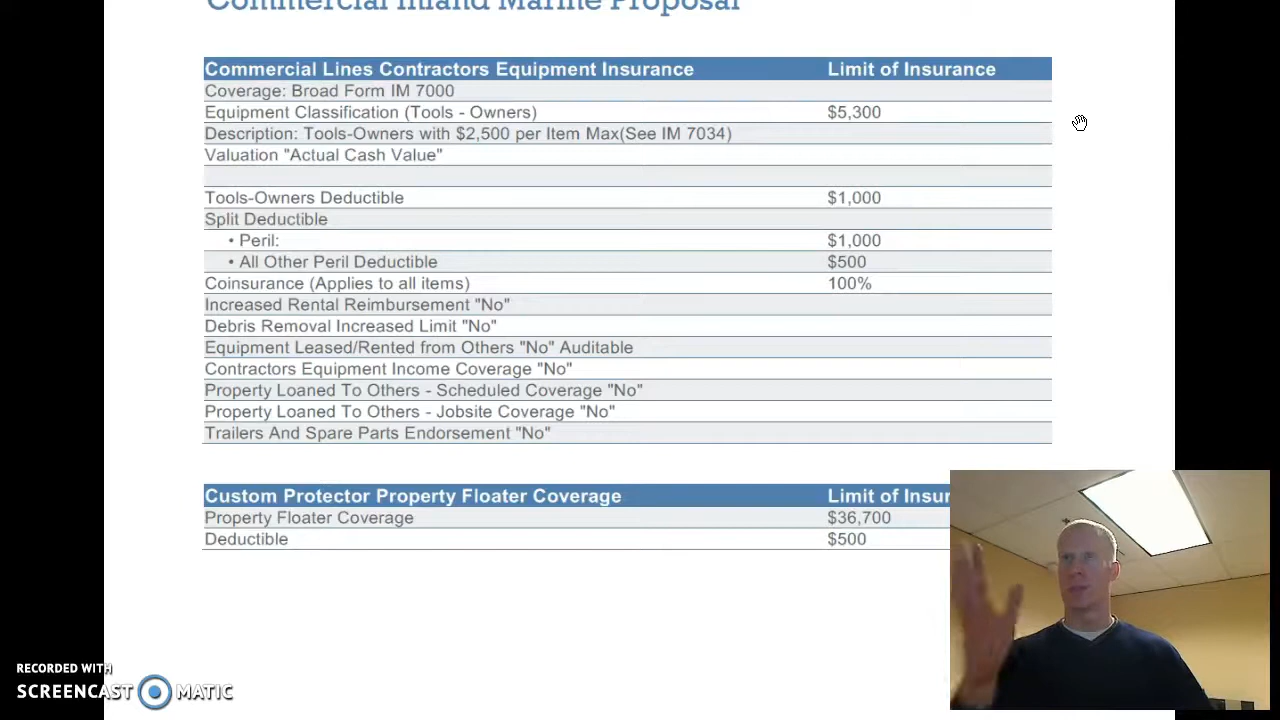 Commercial Inland Marine Proposal
Commercial Lines Contractors Equipment Insurance Limit of Insurance
Coverage: Broad Form IM 7000
Equipment Classification (Tools - Owners) $5,300
Description: Tools-Owners with $2,500 per Item Max(See IM 7034)
Valuation "Actual Cash Value"
Tools-Owners Deductible $1,000
Split Deductible
• Peril: $1,000
• All Other Peril Deductible $500
Coinsurance (Applies to all items) 100%
Increased Rental Reimbursement "No"
Debris Removal Increased Limit "No"
Equipment Leased/Rented from Others "No" Auditable
Contractors Equipment Income Coverage "No"
Property Loaned To Others - Scheduled Coverage "No"
Property Loaned To Others - Jobsite Coverage "No"
Trailers And Spare Parts Endorsement "No"
Custom Protector Property Floater Coverage Limit of Insur
Property Floater Coverage $36,700
Deductible $500
RECORDED WITH
SCREENCAST MATIC